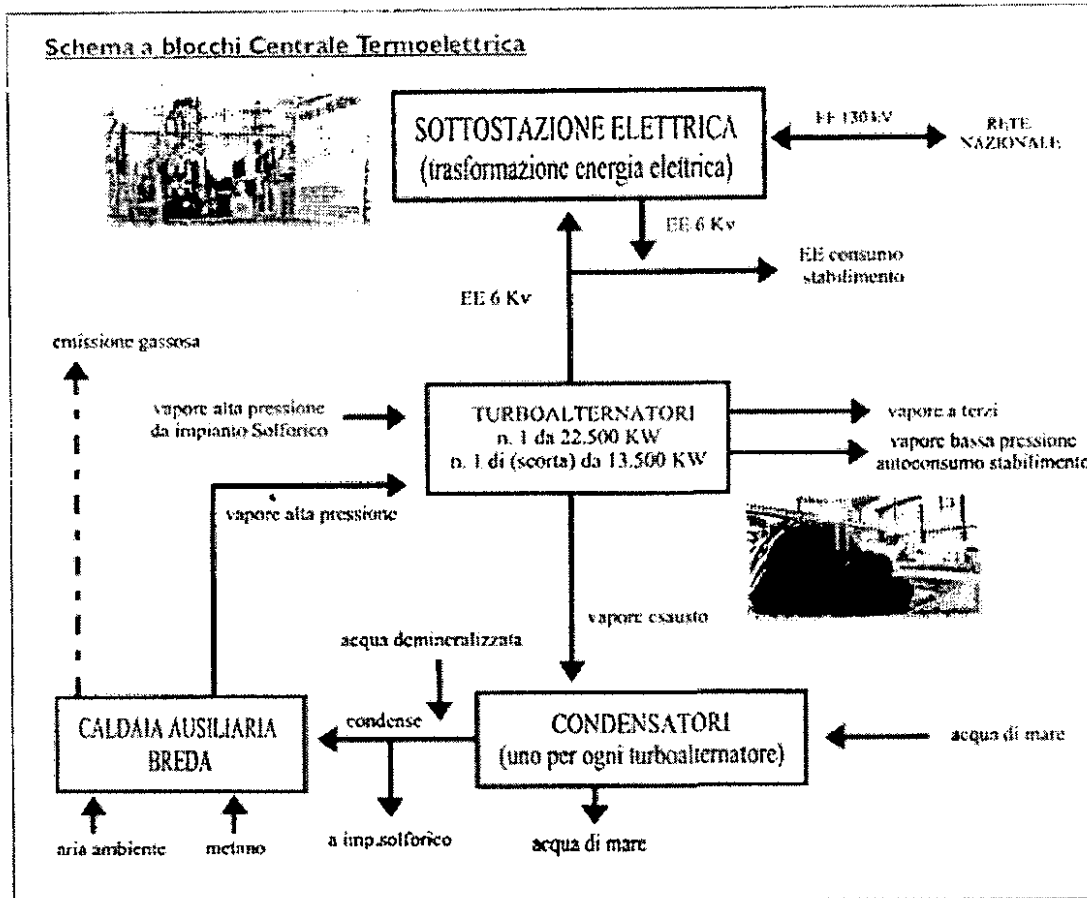 Schema a blocchi Centrale Termoelettrica
SOTTOSTAZIONE ELETTRICA
(trasformazione energia elettrica)
EE 130 kV
RETE
NAZIONALE
EE 6 Kv
EE consumo
stabilimento
EE 6 Kv
emissione gassosa
vapore alta pressione
da impianto Solforico
TURBOALTERNATORI
n. 1 da 22.500 KW
n. 1 di (scorta) da 13.500 KW
vapore a terzi
vapore bassa pressione
autoconsumo stabilimento
vapore alta pressione
vapore esausto
acqua demineralizzata
condense
CALDAIA AUSILIARIA
BREDA
CONDENSATORI
(uno per ogni turboalternatore)
acqua di mare
aria ambiente
metano
a imp.solforico
acqua di mare